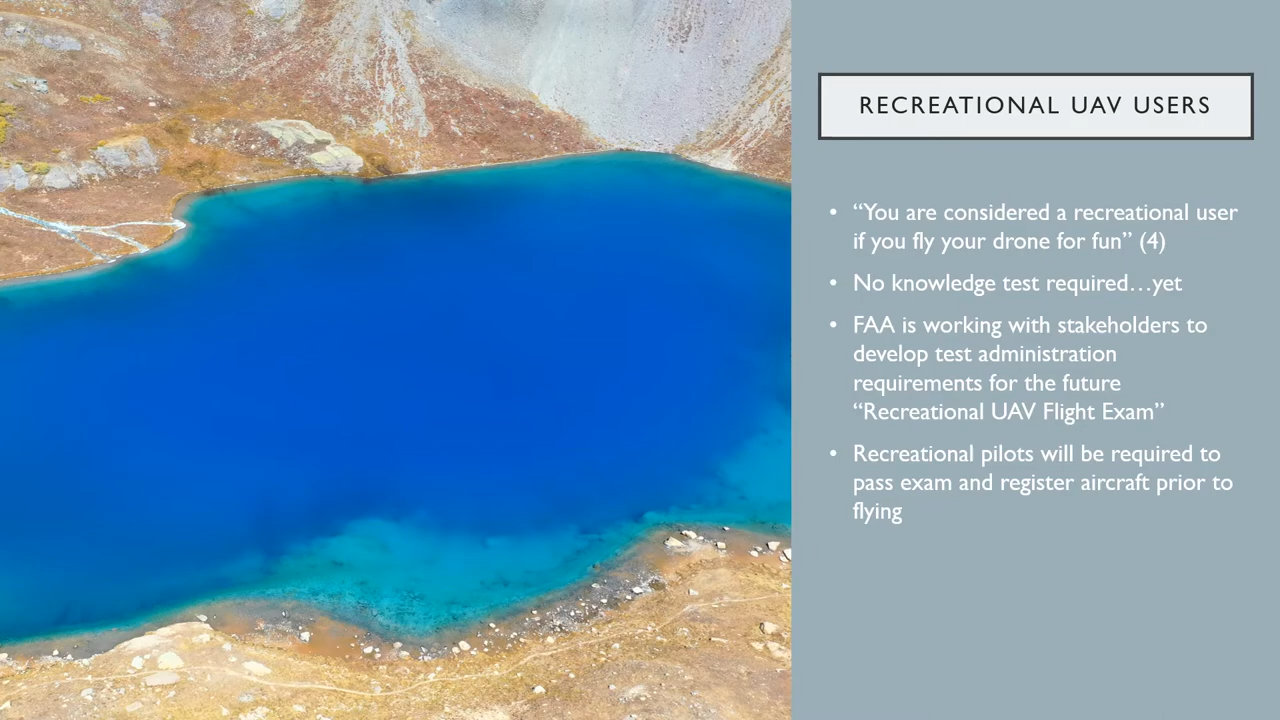 RECREATIONAL UAV USERS
• “You are considered a recreational user
if you fly your drone for fun” (4)
• No knowledge test required…yet
• FAA is working with stakeholders to
develop test administration
requirements for the future
“Recreational UAV Flight Exam”
• Recreational pilots will be required to
pass exam and register aircraft prior to
flying